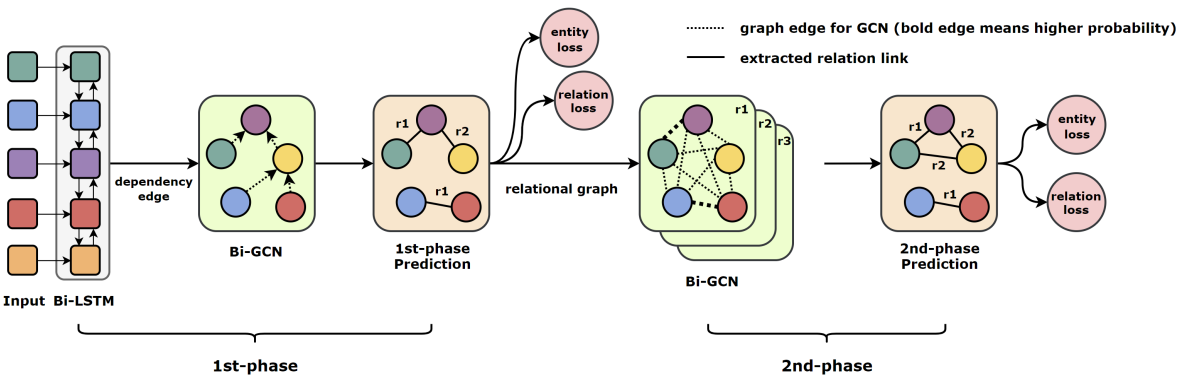 graph edge for GCN (bold edge means higher probability)
extracted relation link
entity
loss
relation
loss
dependency
edge
r1
r2
r1
relational graph
r1
r2
r3
r1
r2
r2
r1
entity
loss
relation
loss
Input
Bi-LSTM
Bi-GCN
1st-phase
Prediction
Bi-GCN
2nd-phase
Prediction
1st-phase
2nd-phase